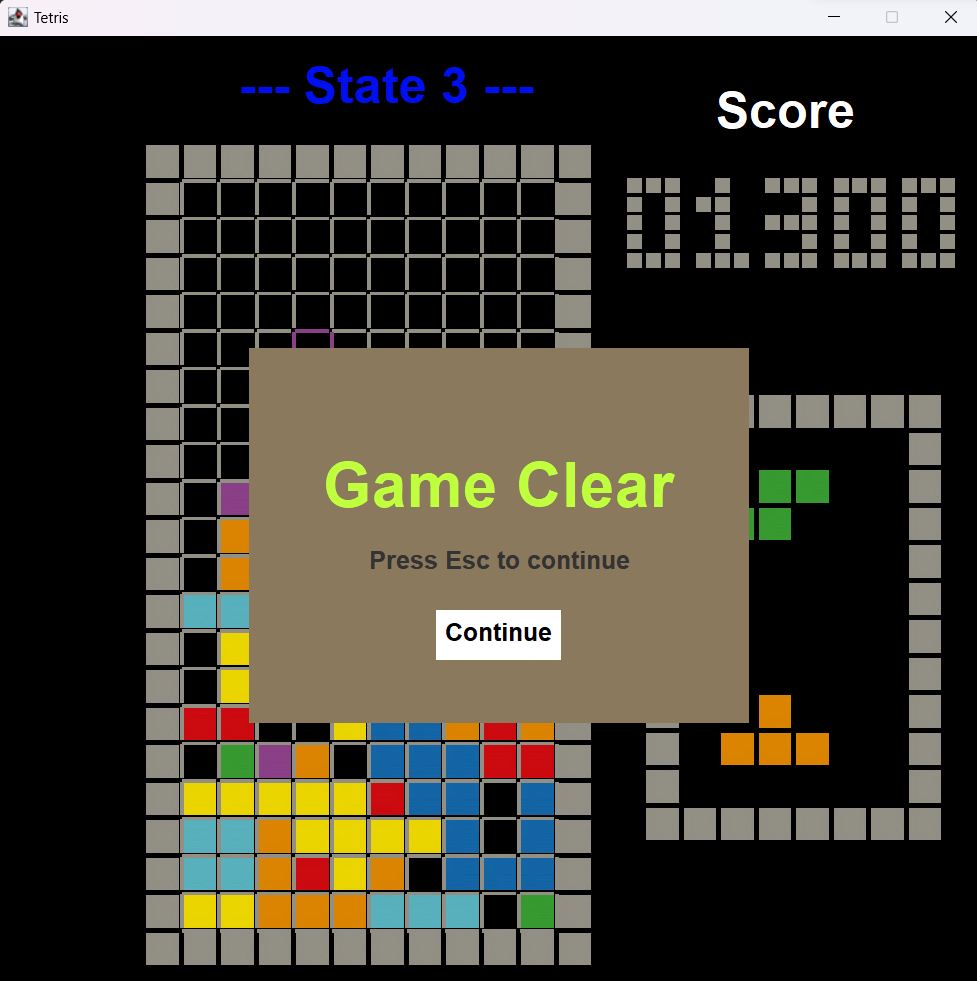 Tetris
--- State 3 ---
Score
01300
Game Clear
Press Esc to continue
Continue